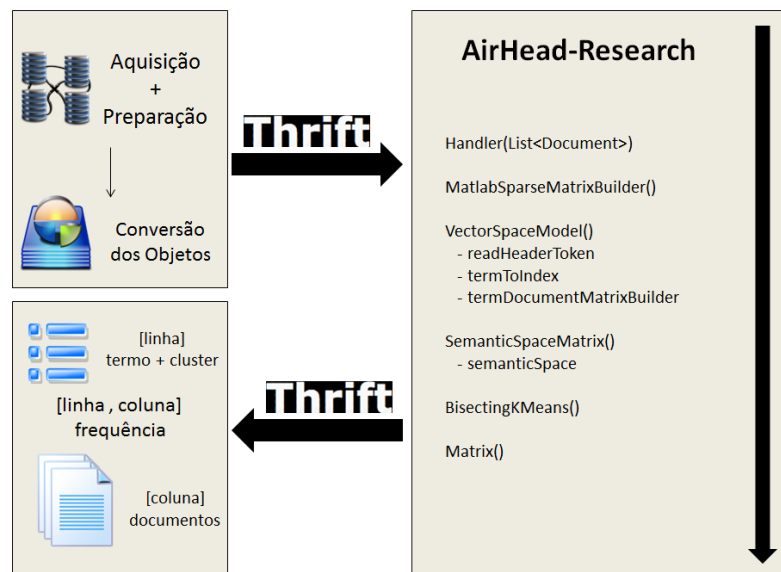 Aquisição
+
Preparação
Conversão
dos Objetos
Thrift
AirHead-Research
Handler(List<Document>)
MatlabSparseMatrixBuilder()
VectorSpaceModel()
- readHeaderToken
- termToIndex
- termDocumentMatrixBuilder
SemanticSpaceMatrix()
- semanticSpace
BisectingKMeans()
Matrix()
Thrift
[linha]
termo + cluster
[linha , coluna]
frequência
[coluna]
documentos